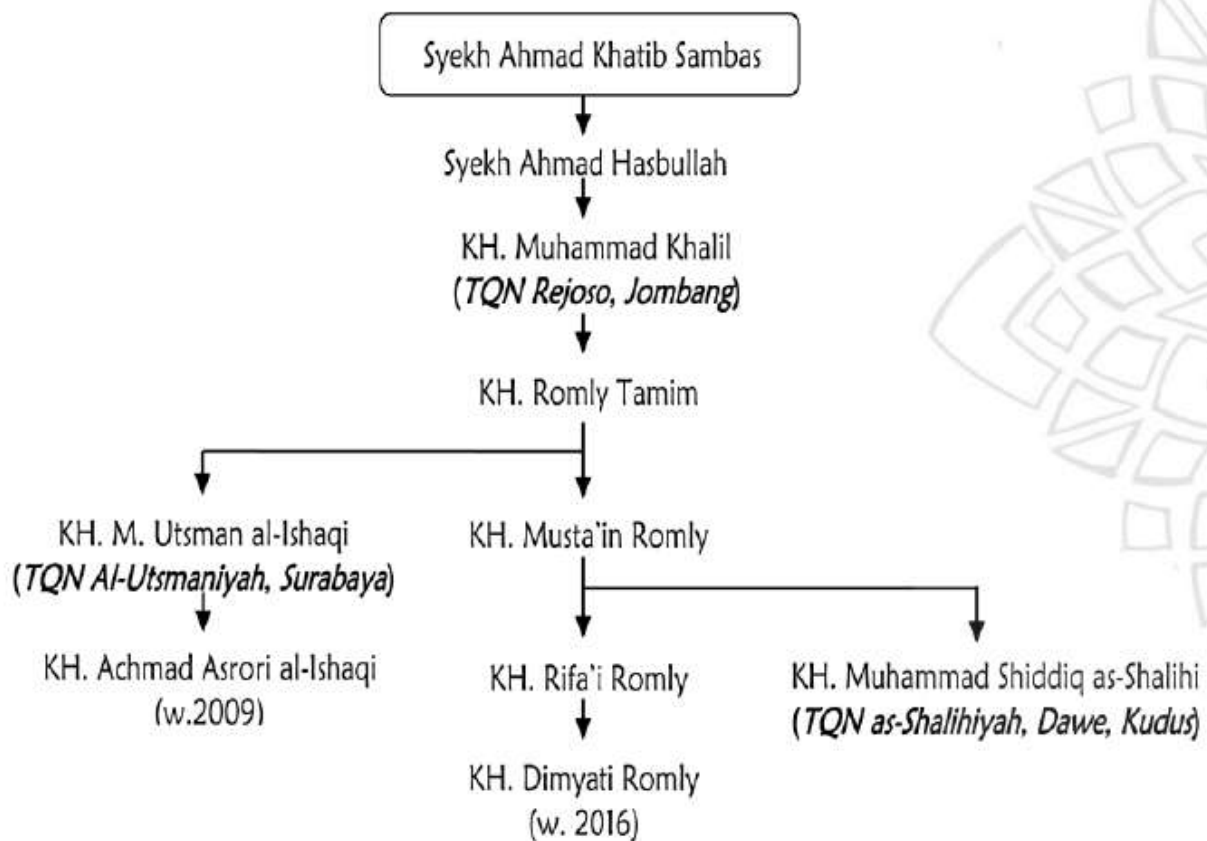 Syekh Ahmad Khatib Sambas
Syekh Ahmad Hasbullah
KH. Muhammad Khalil
(TQN Rejoso, Jombang)
KH. Romly Tamim
KH. M. Utsman al-Ishaqi
(TQN Al-Utsmaniyah, Surabaya)
KH. Achmad Asrori al-Ishaqi
(w.2009)
KH. Musta`in Romly
KH. Rifa`i Romly
KH. Dimyati Romly
(w. 2016)
KH. Muhammad Shiddiq as-Shalihi
(TQN as-Shalihiyah, Dawe, Kudus)